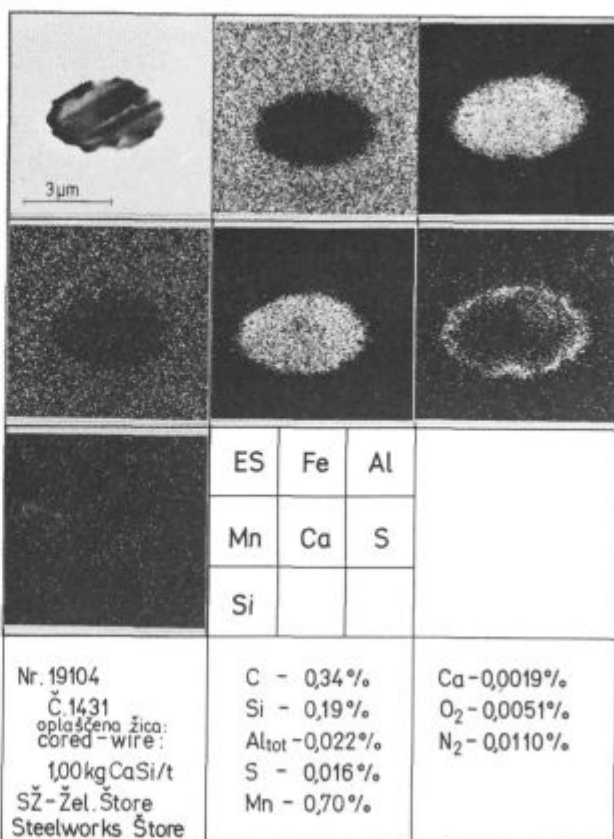 3µm
ES Fe Al
Mn Ca S
Si
Nr. 19104
Č.1431
oplaščena žica:
cored-wire:
1,00 kg CaSi/t
SŽ-Žel. Štore
Steelworks Štore
C - 0,34%
Si - 0,19%
Altot - 0,022%
S - 0,016%
Mn - 0,70%
Ca - 0,0019%
O2 - 0,0051%
N2 - 0,0110%